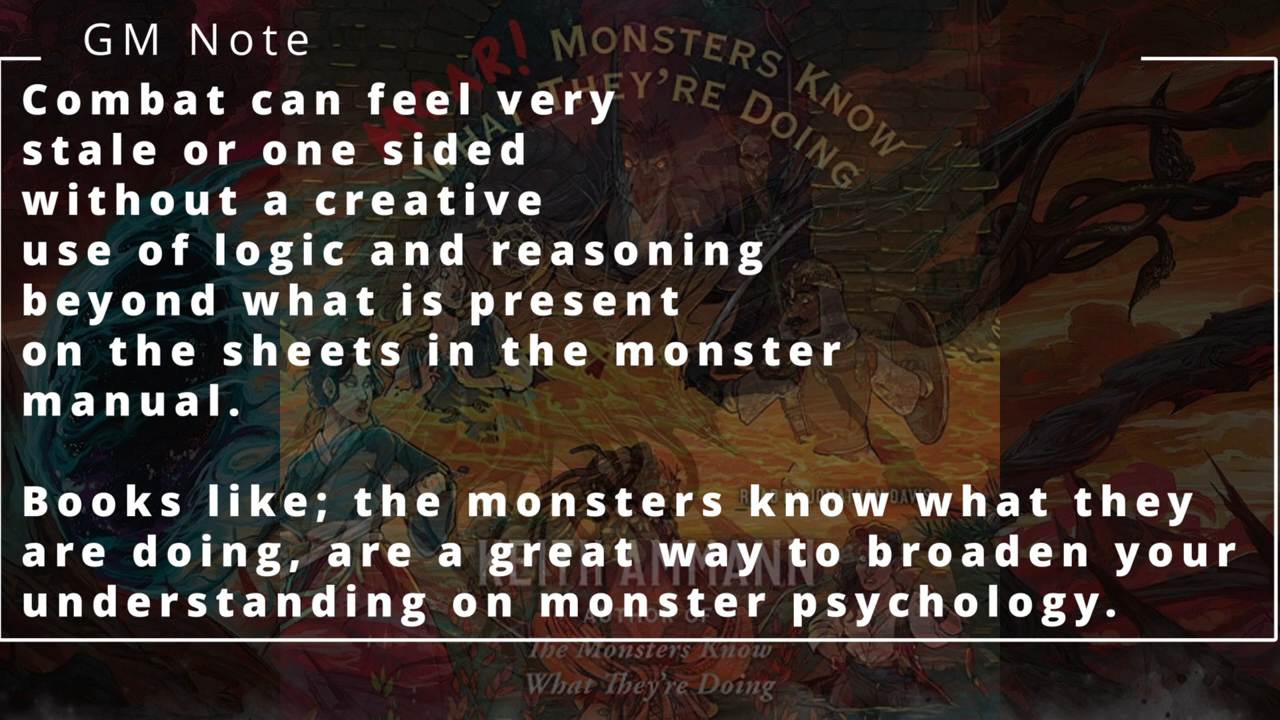 GM Note
MOAR! MONSTERS KNOW
WHAT THEY'RE DOING
Combat can feel very
stale or one sided
without a creative
use of logic and reasoning
beyond what is present
on the sheets in the monster
manual.
Books like; the monsters know what they
are doing, are a great way to broaden your
understanding on monster psychology.
KEITH AMMANN
AUTHOR OF
The Monsters Know
What They're Doing